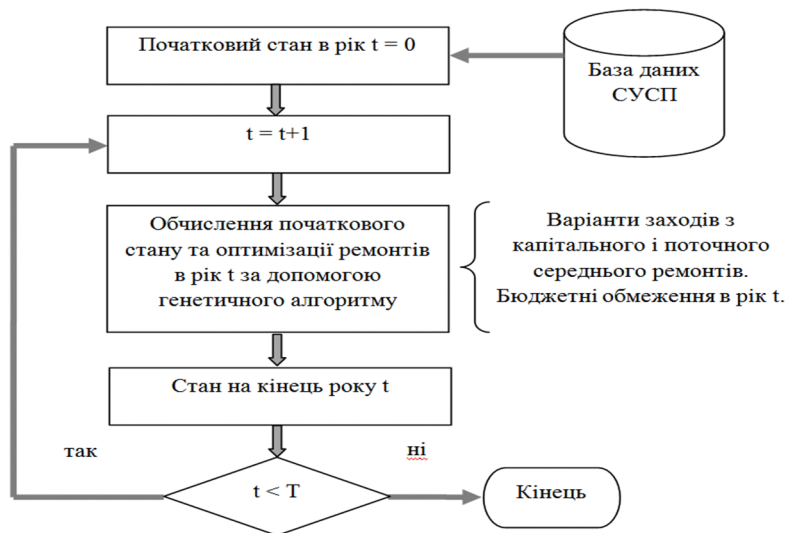 Початковий стан в рік t = 0
База даних
СУСП
t = t+1
Обчислення початкового
стану та оптимізації ремонтів
в рік t за допомогою
генетичного алгоритму
Варіанти заходів з
капітального і поточного
середнього ремонтів.
Бюджетні обмеження в рік t.
Стан на кінець року t
так
ні
t < T
Кінець